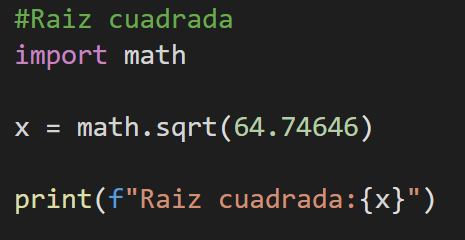 #Raiz cuadrada
import math
x = math.sqrt(64.74646)
print(f"Raiz cuadrada:{x}")